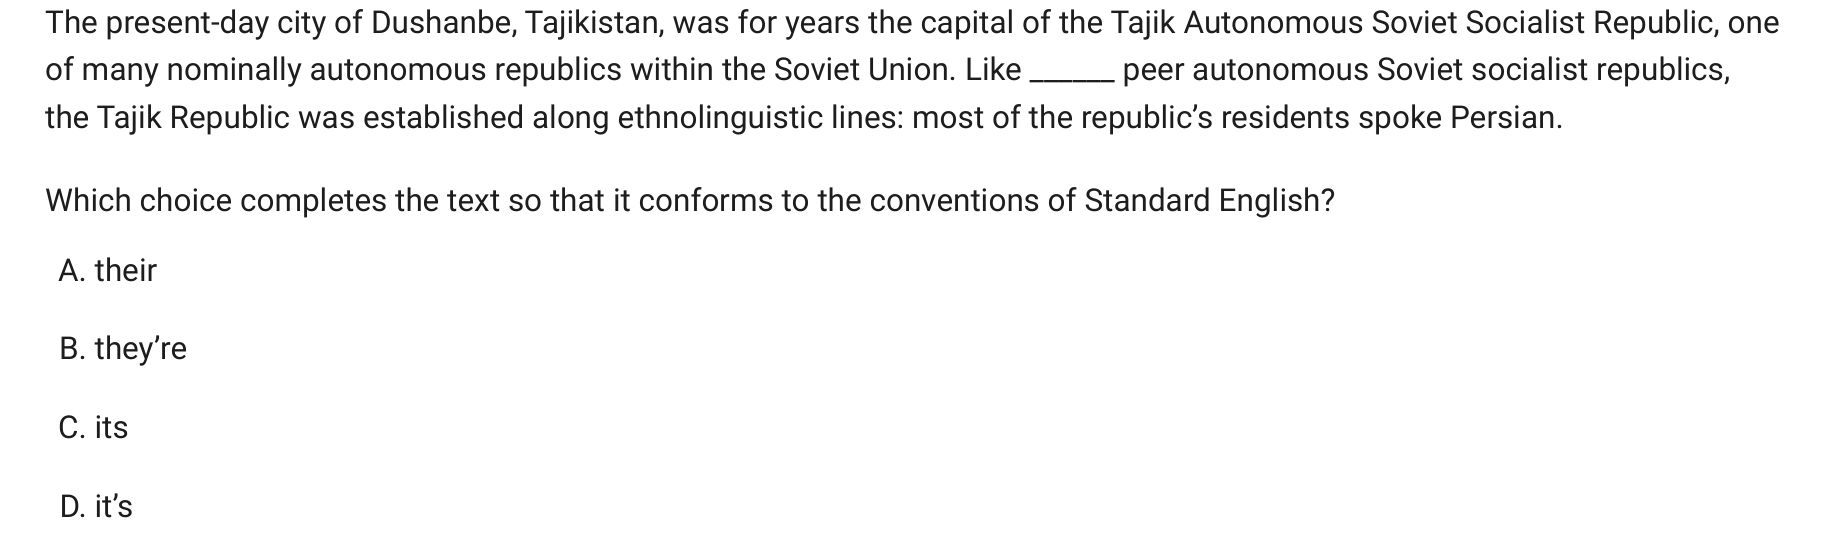 The present-day city of Dushanbe, Tajikistan, was for years the capital of the Tajik Autonomous Soviet Socialist Republic, one
of many nominally autonomous republics within the Soviet Union. Like ______ peer autonomous Soviet socialist republics,
the Tajik Republic was established along ethnolinguistic lines: most of the republic’s residents spoke Persian.
Which choice completes the text so that it conforms to the conventions of Standard English?
A. their
B. they’re
C. its
D. it’s